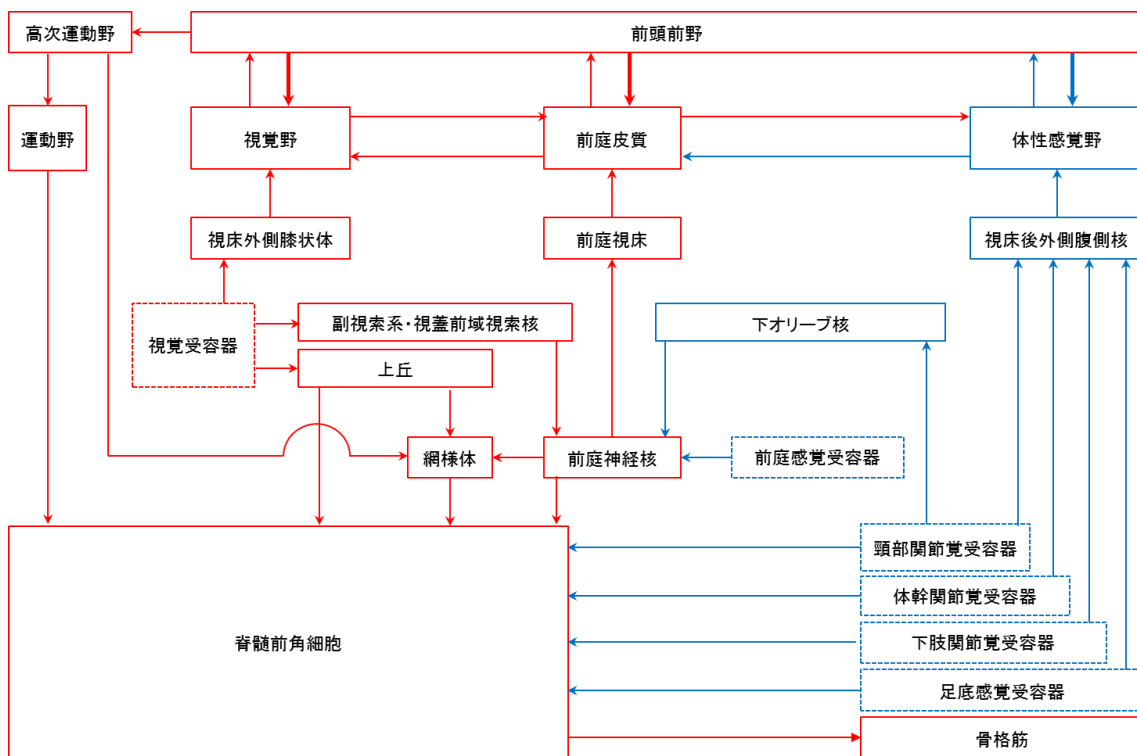 高次運動野
前頭前野
運動野
視覚野
前庭皮質
体性感覚野
視床外側膝状体
前庭視床
視床後外側腹側核
視覚受容器
副視索系・視蓋前域視索核
下オリーブ核
上丘
網様体
前庭神経核
前庭感覚受容器
頸部関節覚受容器
体幹関節覚受容器
脊髄前角細胞
下肢関節覚受容器
足底感覚受容器
骨格筋